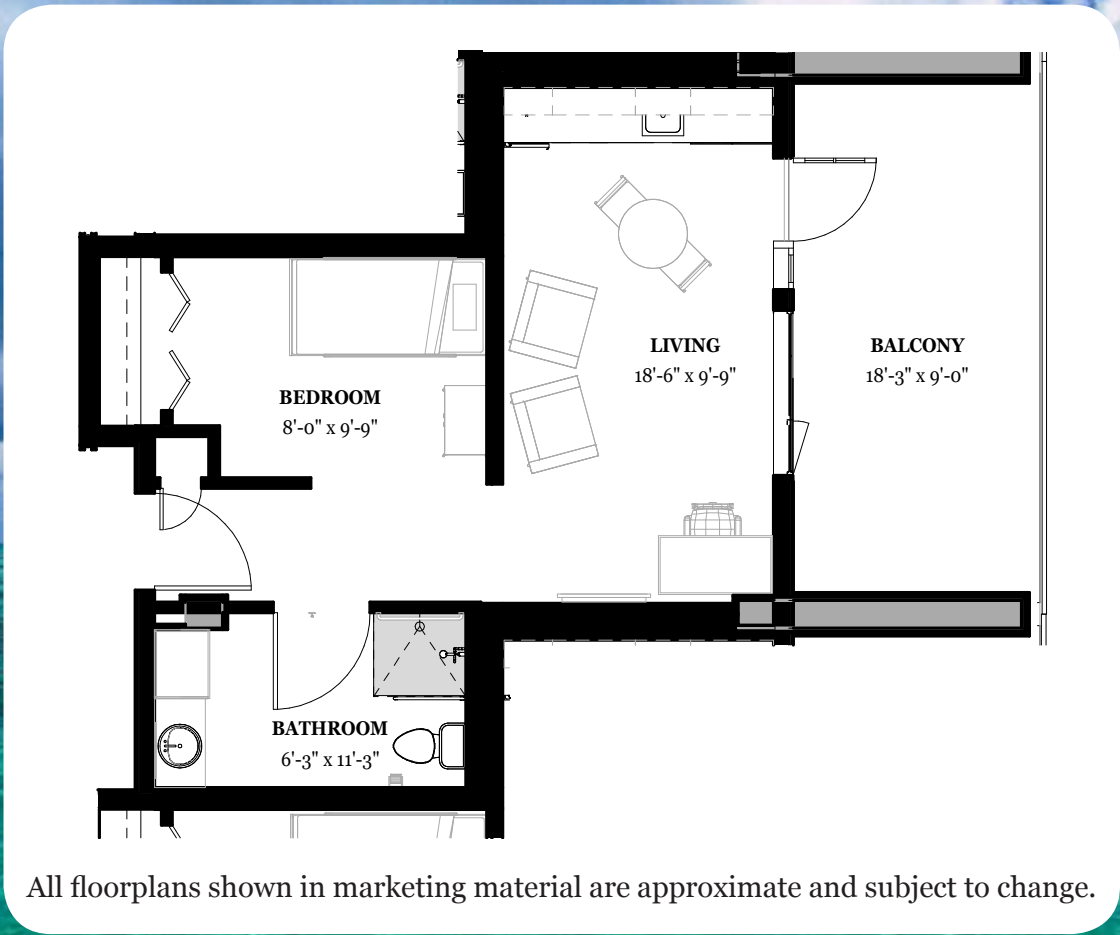 LIVING
18'-6" x 9'-9"
BALCONY
18'-3" x 9'-0"
BEDROOM
8'-0" x 9'-9"
BATHROOM
6'-3" x 11'-3"
All floorplans shown in marketing material are approximate and subject to change.